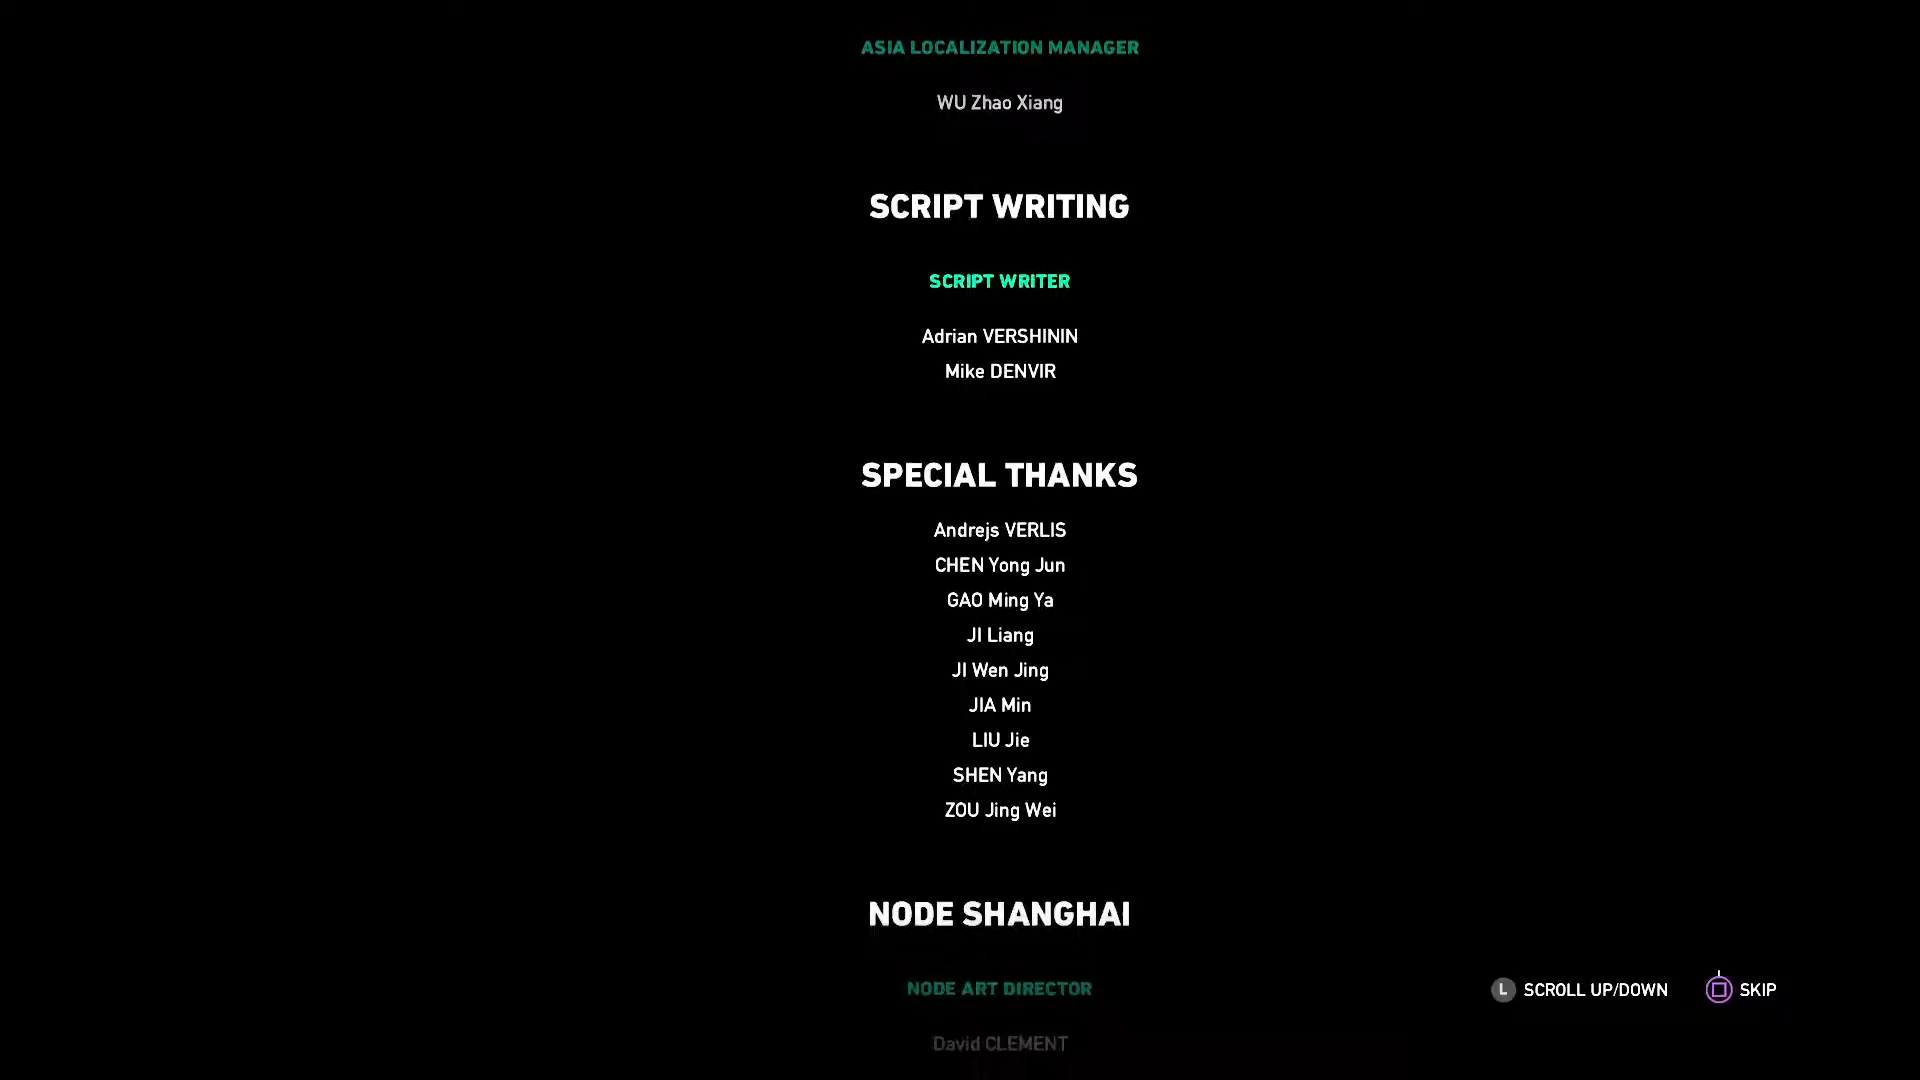 ASIA LOCALIZATION MANAGER
WU Zhao Xiang
SCRIPT WRITING
SCRIPT WRITER
Adrian VERSHININ
Mike DENVIR
SPECIAL THANKS
Andrejs VERLIS
CHEN Yong Jun
GAO Ming Ya
JI Liang
JI Wen Jing
JIA Min
LIU Jie
SHEN Yang
ZOU Jing Wei
NODE SHANGHAI
NODE ART DIRECTOR
David CLEMENT
L SCROLL UP/DOWN SKIP